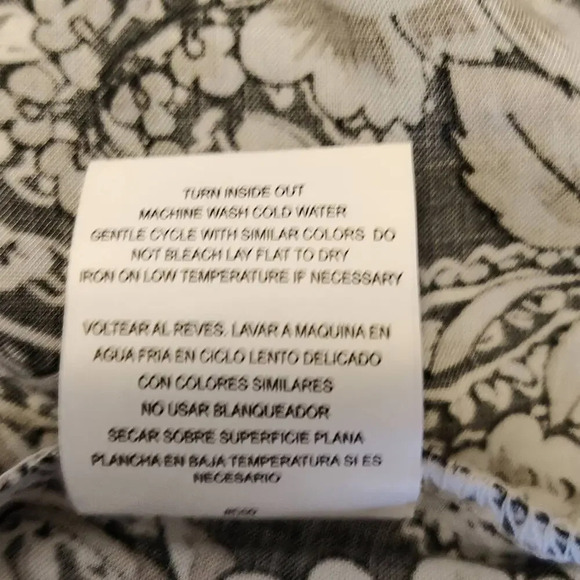 TURN INSIDE OUT
MACHINE WASH COLD WATER
GENTLE CYCLE WITH SIMILAR COLORS DO
NOT BLEACH LAY FLAT TO DRY
IRON ON LOW TEMPERATURE IF NECESSARY
VOLTEAR AL REVES. LAVAR A MAQUINA EN
AGUA FRIA EN CICLO LENTO DELICADO
CON COLORES SIMILARES
NO USAR BLANQUEADOR
SECAR SOBRE SUPERFICIE PLANA
PLANCHA EN BAJA TEMPERATURA SI ES
NECESARIO